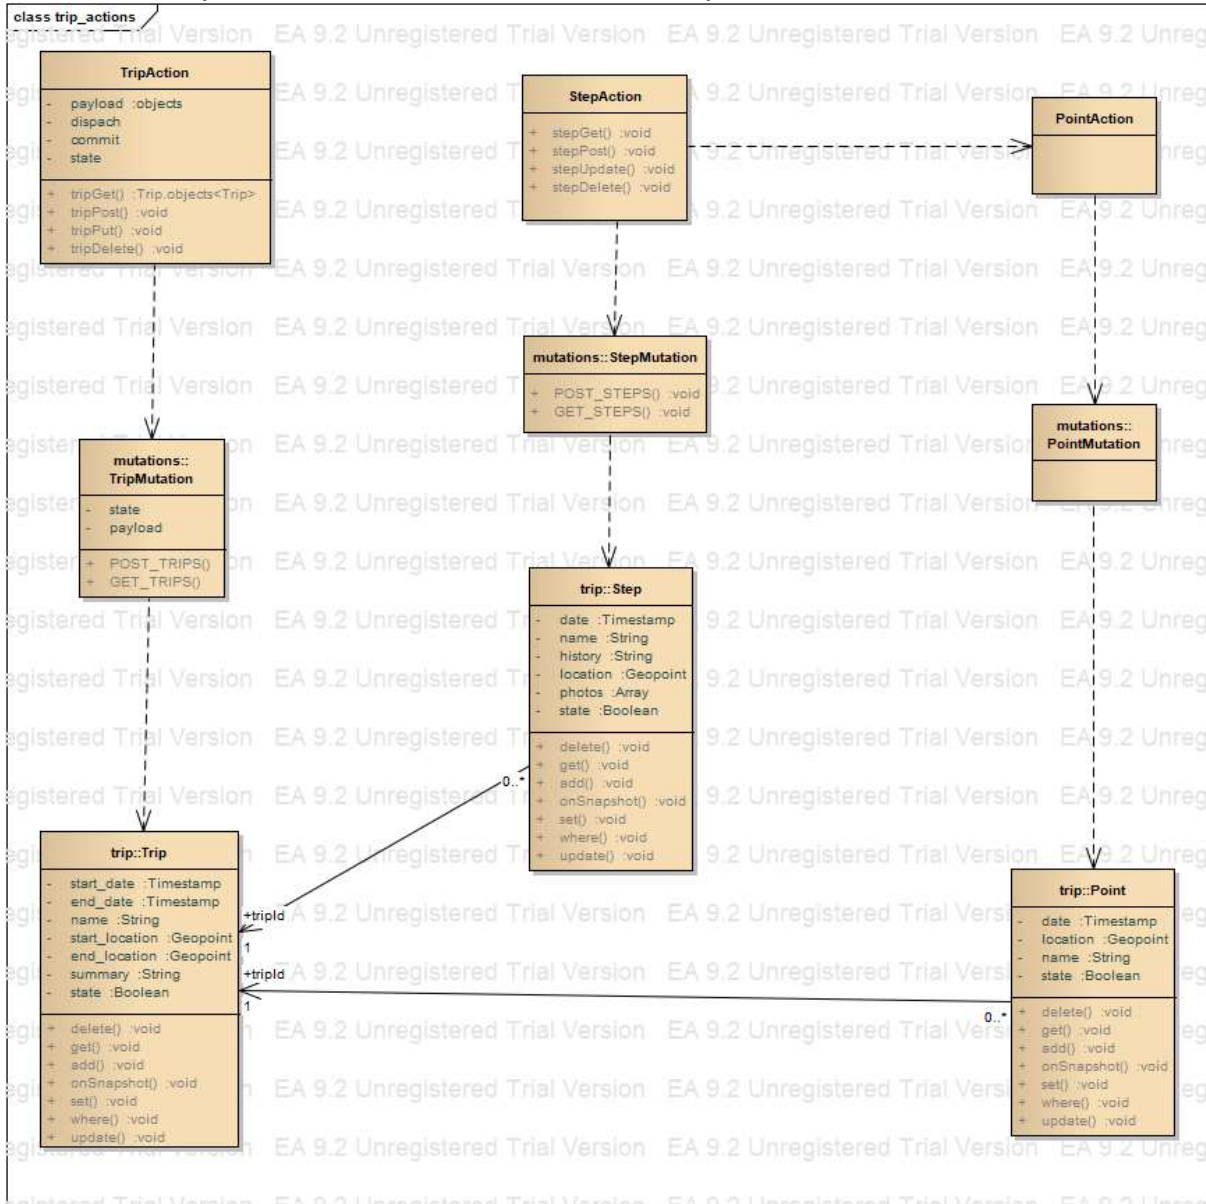 class trip_actions
TripAction
- payload :objects
- dispach
- commit
- state
+ tripGet() :Trip.objects<Trip>
+ tripPost() :void
+ tripPut() :void
+ tripDelete() :void
StepAction
+ stepGet() :void
+ stepPost() :void
+ stepUpdate() :void
+ stepDelete() :void
PointAction
mutations::StepMutation
+ POST_STEPS() :void
+ GET_STEPS() :void
mutations::
PointMutation
mutations::
TripMutation
- state
- payload
+ POST_TRIPS()
+ GET_TRIPS()
trip::Step
- date :Timestamp
- name :String
- history :String
- location :Geopoint
- photos :Array
- state :Boolean
+ delete() :void
+ get() :void
+ add() :void
+ onSnapshot() :void
+ set() :void
+ where() :void
+ update() :void
0..*
+tripId
1
+tripId
1
0..*
trip::Trip
- start_date :Timestamp
- end_date :Timestamp
- name :String
- start_location :Geopoint
- end_location :Geopoint
- summary :String
- state :Boolean
+ delete() :void
+ get() :void
+ add() :void
+ onSnapshot() :void
+ set() :void
+ where() :void
+ update() :void
trip::Point
- date :Timestamp
- location :Geopoint
- name :String
- state :Boolean
+ delete() :void
+ get() :void
+ add() :void
+ onSnapshot() :void
+ set() :void
+ where() :void
+ update() :void
EA 9.2 Unregistered Trial Version